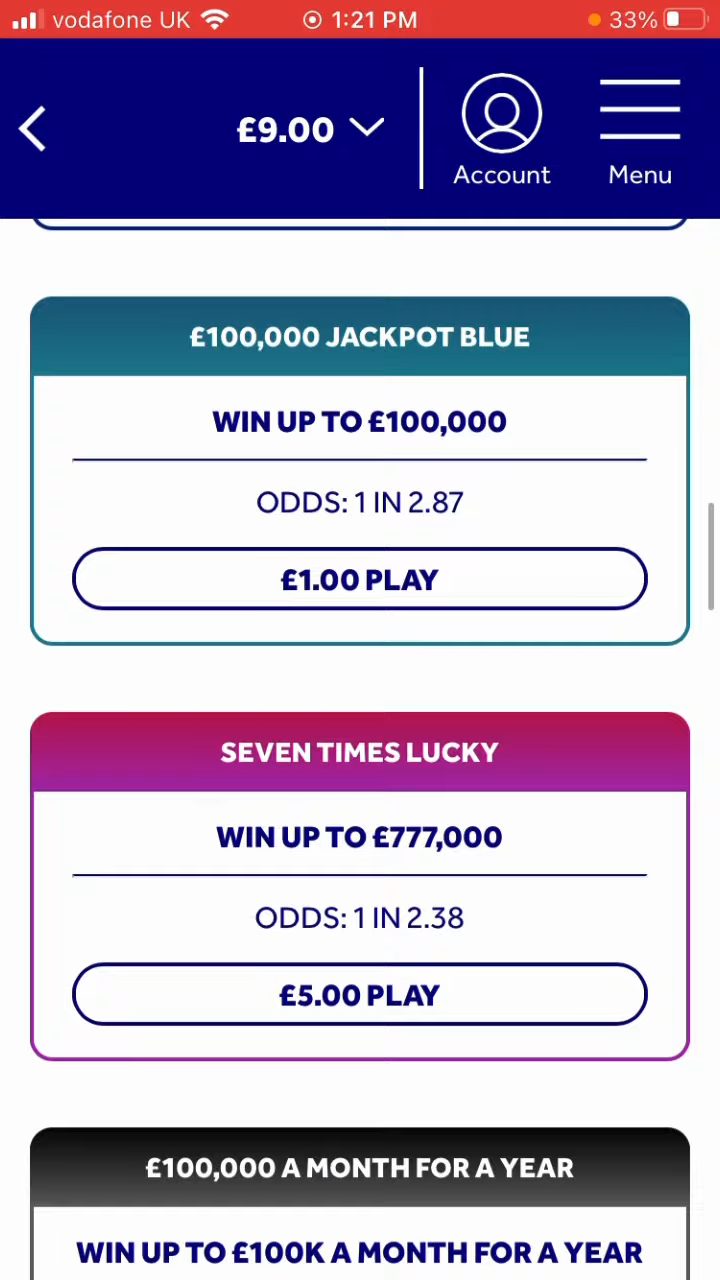 vodafone UK 1:21 PM 33%
£9.00
Account Menu
£100,000 JACKPOT BLUE
WIN UP TO £100,000
ODDS: 1 IN 2.87
£1.00 PLAY
SEVEN TIMES LUCKY
WIN UP TO £777,000
ODDS: 1 IN 2.38
£5.00 PLAY
£100,000 A MONTH FOR A YEAR
WIN UP TO £100K A MONTH FOR A YEAR